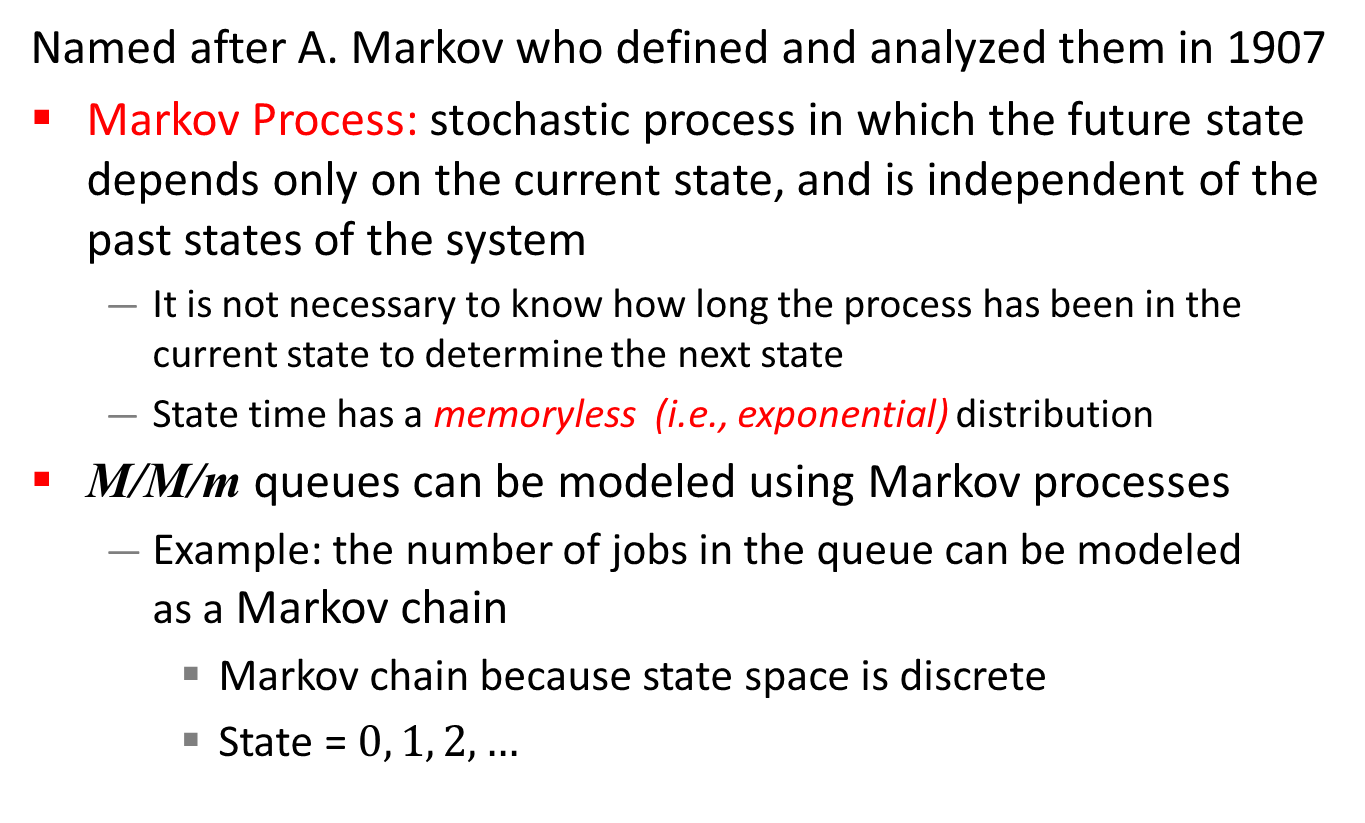 Named after A. Markov who defined and analyzed them in 1907
▪ Markov Process: stochastic process in which the future state
depends only on the current state, and is independent of the
past states of the system
— It is not necessary to know how long the process has been in the
current state to determine the next state
— State time has a memoryless (i.e., exponential) distribution
▪ M/M/m queues can be modeled using Markov processes
— Example: the number of jobs in the queue can be modeled
as a Markov chain
▪ Markov chain because state space is discrete
▪ State = 0, 1, 2, …